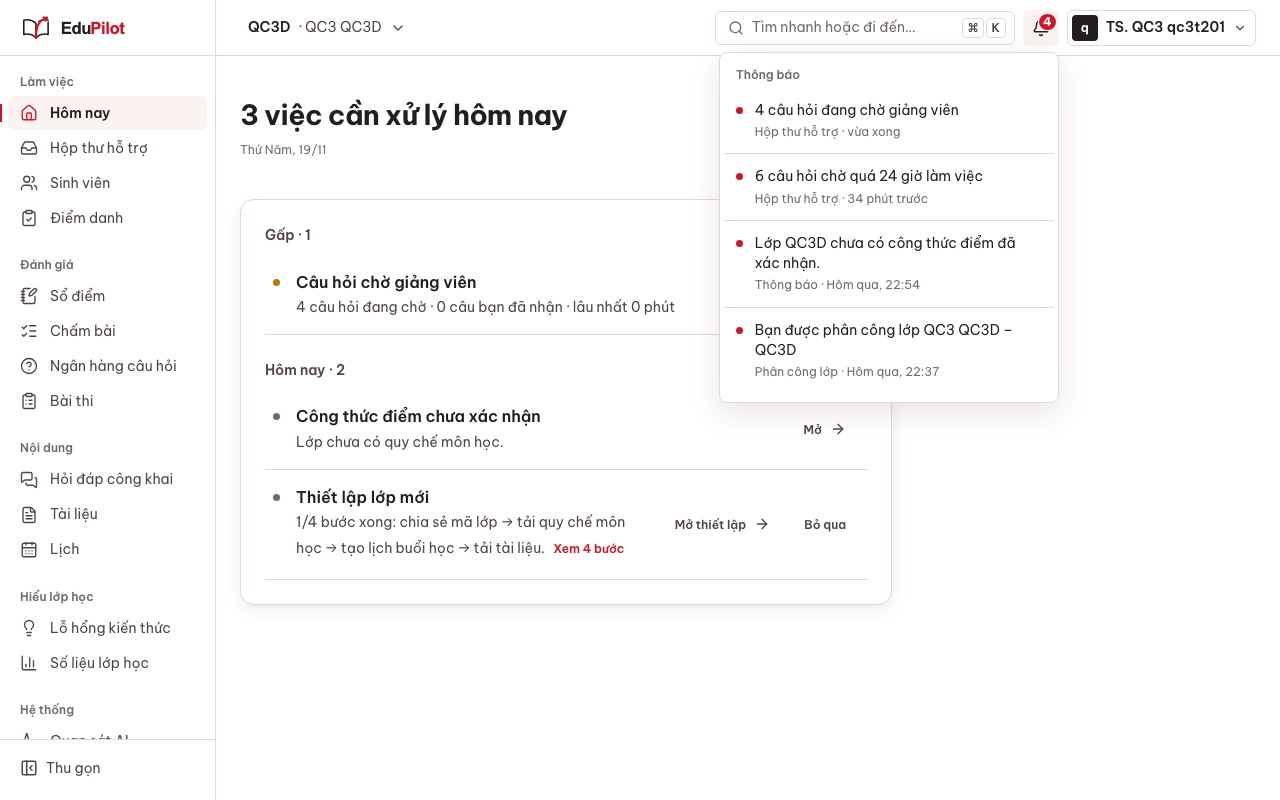 EduPilot
QC3D · QC3 QC3D
Tìm nhanh hoặc đi đến…
⌘ K
4
q TS. QC3 qc3t201
Làm việc
Hôm nay
Hộp thư hỗ trợ
Sinh viên
Điểm danh
Đánh giá
Sổ điểm
Chấm bài
Ngân hàng câu hỏi
Bài thi
Nội dung
Hỏi đáp công khai
Tài liệu
Lịch
Hiểu lớp học
Lỗ hổng kiến thức
Số liệu lớp học
Hệ thống
Quan sát AI
Thu gọn
3 việc cần xử lý hôm nay
Thứ Năm, 19/11
Gấp · 1
Câu hỏi chờ giảng viên
4 câu hỏi đang chờ · 0 câu bạn đã nhận · lâu nhất 0 phút
Hôm nay · 2
Công thức điểm chưa xác nhận
Lớp chưa có quy chế môn học.
Mở →
Thiết lập lớp mới
1/4 bước xong: chia sẻ mã lớp → tải quy chế môn
học → tạo lịch buổi học → tải tài liệu. Xem 4 bước
Mở thiết lập →
Bỏ qua
Thông báo
4 câu hỏi đang chờ giảng viên
Hộp thư hỗ trợ · vừa xong
6 câu hỏi chờ quá 24 giờ làm việc
Hộp thư hỗ trợ · 34 phút trước
Lớp QC3D chưa có công thức điểm đã
xác nhận.
Thông báo · Hôm qua, 22:54
Bạn được phân công lớp QC3 QC3D –
QC3D
Phân công lớp · Hôm qua, 22:37